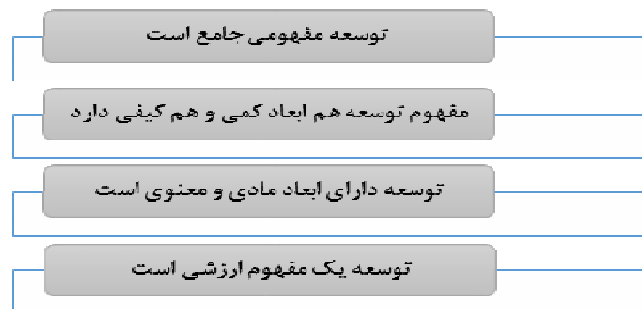 توسعه مفهومی جامع است
مفهوم توسعه هم ابعاد کمی و هم کیفی دارد
توسعه دارای ابعاد مادی و معنوی است
توسعه یک مفهوم ارزشی است